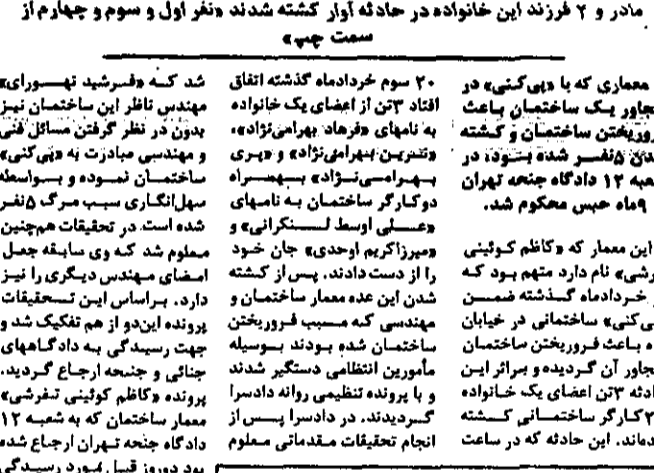 مادر و ۲ فرزند این خانواده در حادثه آوار کشته شدند «نفر اول و سوم و چهارم از
سمت چپ»
معماری که با «پی‌کنی» در
مجاور یک ساختمان باعث
فروریختن ساختمان و کشته
شدن ۵نفر شده بود، در
شعبه ۱۲ دادگاه جنحه تهران
۹ماه حبس محکوم شد.
این معمار که «کاظم کوئینی
تفرشی» نام دارد متهم بود که
خردادماه گذشته ضمن
پی‌کنی» ساختمانی در خیابان
باعث فروریختن ساختمان
مجاور آن گردیده و براثر این
حادثه ۳تن اعضای یک خانواده
۲کارگر ساختمانی کشته
شده‌اند. این حادثه که در ساعت
۲۰ سوم خردادماه گذشته اتفاق
افتاد ۳تن از اعضای یک خانواده
به نامهای «فرهاد بهرامی‌نژاد»،
«نسرین بهرامی‌نژاد» و «پری
بهرامی‌نژاد» بهمراه
دوکارگر ساختمان به نامهای
«علی اوسط لنکرانی» و
«میرزاکریم اوحدی» جان خود
را از دست دادند. پس از کشته
شدن این عده معمار ساختمان و
مهندسی که مسبب فروریختن
ساختمان شده بودند بوسیله
مأمورین انتظامی دستگیر شدند
و با پرونده تنظیمی روانه دادسرا
گردیدند. در دادسرا پس از
انجام تحقیقات مقدماتی معلوم
شد که «فرشید تهورای»
مهندس ناظر این ساختمان نیز
بدون در نظر گرفتن مسائل فنی
و مهندسی مبادرت به «پی‌کنی»
ساختمان نموده و بواسطه
سهل‌انگاری سبب مرگ ۵نفر
شده است. در تحقیقات همچنین
معلوم شد که وی سابقه جعل
امضای مهندس دیگری را نیز
دارد. براساس این تحقیقات
پرونده این‌دو از هم تفکیک شد و
جهت رسیدگی به دادگاههای
جنائی و جنحه ارجاع گردید.
پرونده «کاظم کوئینی تفرشی»
معمار ساختمان که به شعبه ۱۲
دادگاه جنحه تهران ارجاع شده
بود دوروز قبل مورد رسیدگی